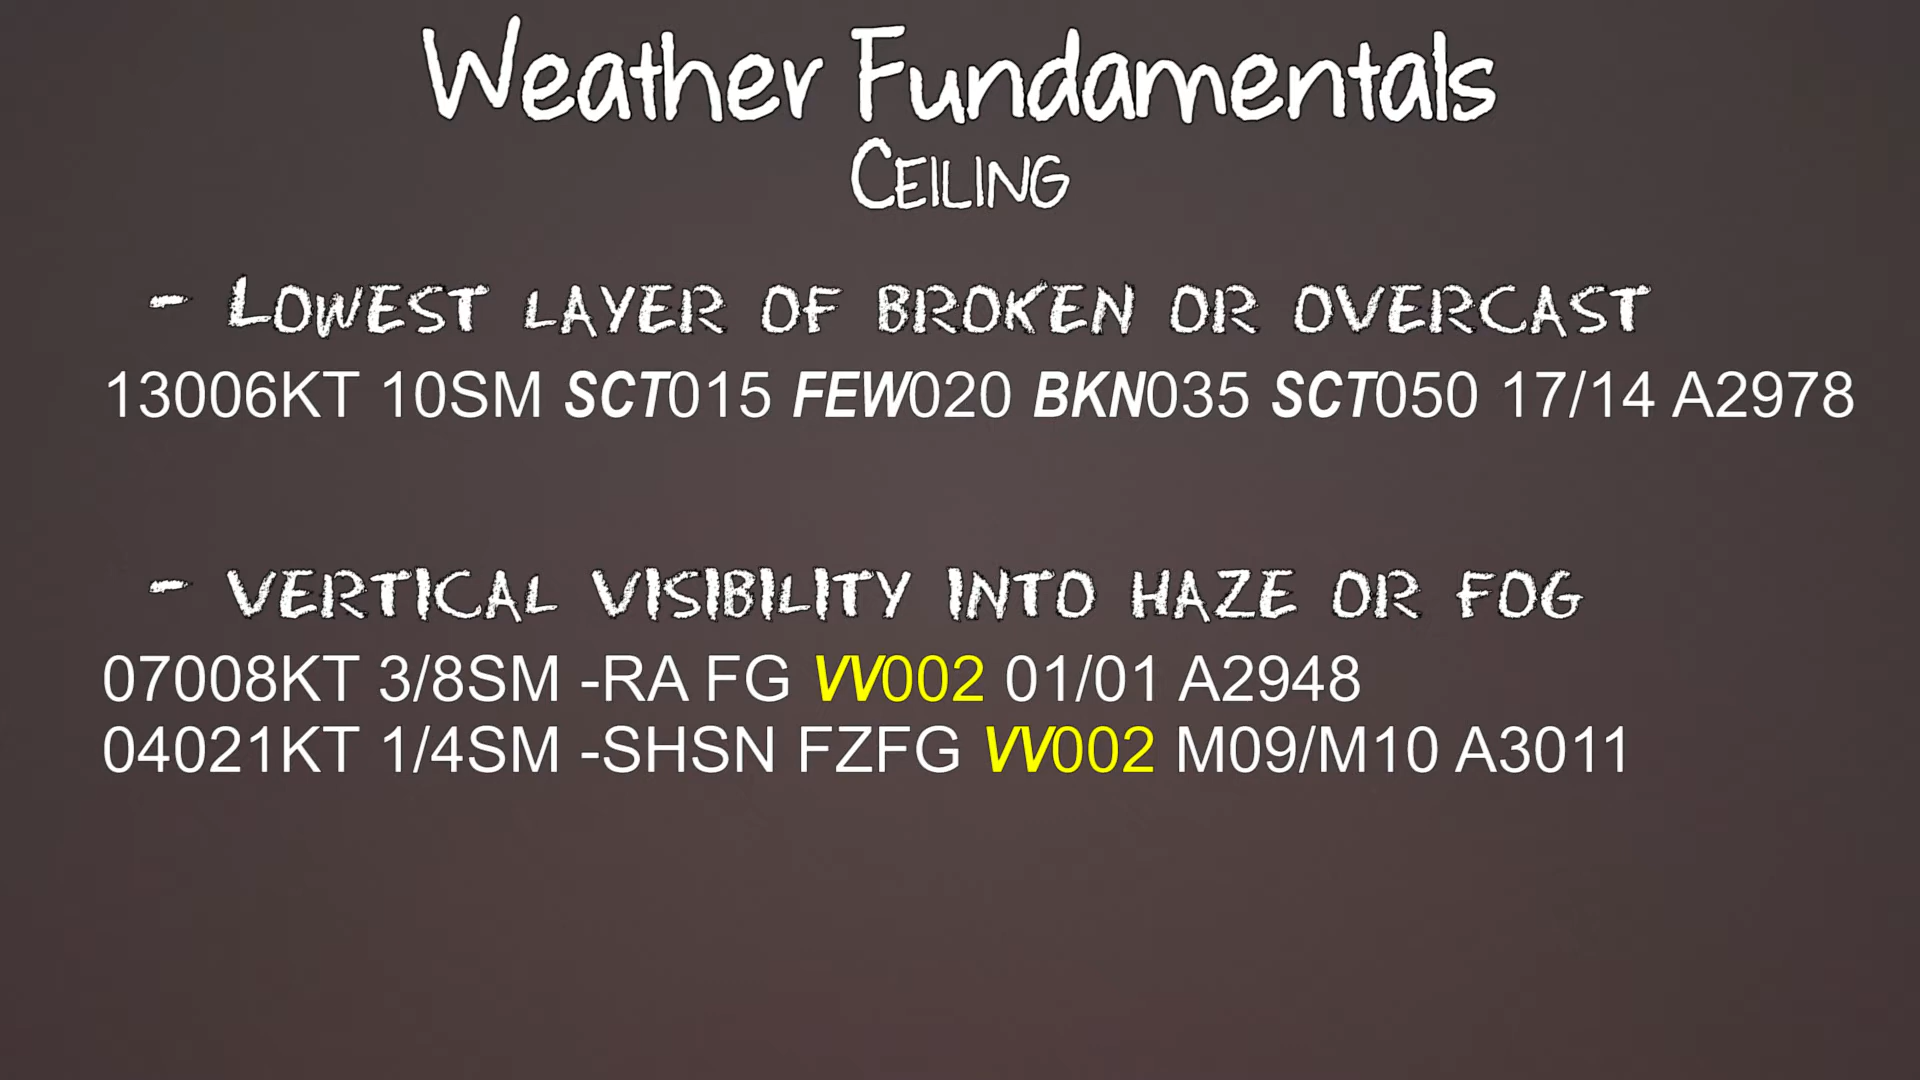 Weather Fundamentals
CEILING
- LOWEST LAYER OF BROKEN OR OVERCAST
13006KT 10SM SCT015 FEW020 BKN035 SCT050 17/14 A2978
- VERTICAL VISIBILITY INTO HAZE OR FOG
07008KT 3/8SM -RA FG VV002 01/01 A2948
04021KT 1/4SM -SHSN FZFG VV002 M09/M10 A3011